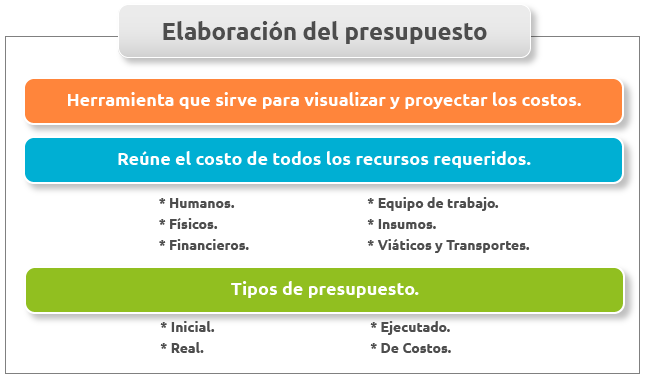 Elaboración del presupuesto
Herramienta que sirve para visualizar y proyectar los costos.
Reúne el costo de todos los recursos requeridos.
* Humanos.
* Físicos.
* Financieros.
* Equipo de trabajo.
* Insumos.
* Viáticos y Transportes.
Tipos de presupuesto.
* Inicial.
* Real.
* Ejecutado.
* De Costos.